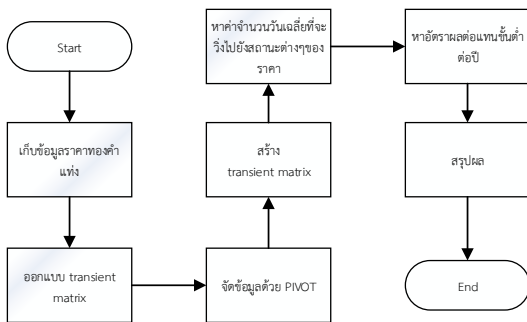 Start
เก็บข้อมูลราคาทองคำ
แท่ง
ออกแบบ transient
matrix
จัดข้อมูลด้วย PIVOT
สร้าง
transient matrix
หาค่าจำนวนวันเฉลี่ยที่จะ
วิ่งไปยังสถานะต่างๆของ
ราคา
หาอัตราผลต่อแทนขั้นต่ำ
ต่อปี
สรุปผล
End